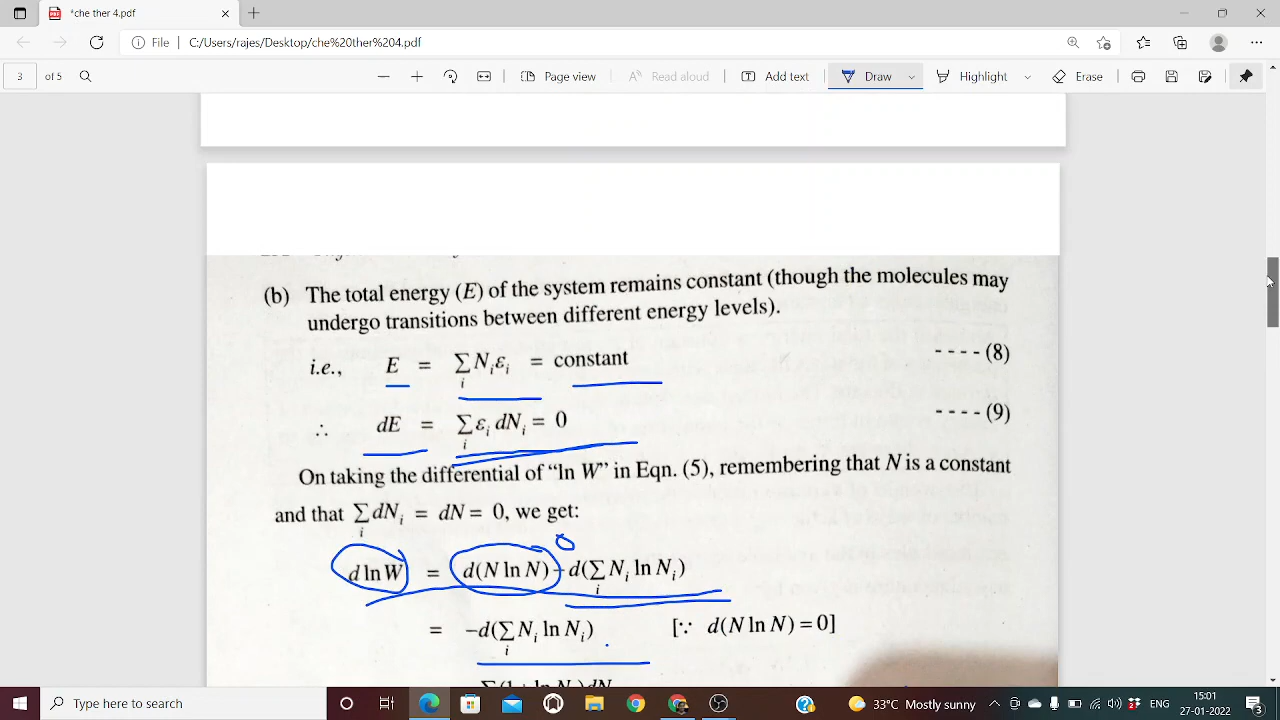 *che ther 4.pdf
File
C:/Users/rajes/Desktop/che%20ther%204.pdf
3 of 5
Page view
Read aloud
Add text
Draw
Highlight
Erase
(b) The total energy (E) of the system remains constant (though the molecules may
undergo transitions between different energy levels).
i.e., E = ∑ᵢ Nᵢεᵢ = constant - - - - (8)
∴ dE = ∑ᵢ εᵢ dNᵢ = 0 - - - - (9)
On taking the differential of “ln W” in Eqn. (5), remembering that N is a constant
and that ∑ᵢ dNᵢ = dN = 0, we get:
0
d ln W = d(N ln N) – d(∑ᵢ Nᵢ ln Nᵢ)
= –d(∑ᵢ Nᵢ ln Nᵢ) [∵ d(N ln N) = 0]
Type here to search
33°C Mostly sunny
15:01
27-01-2022